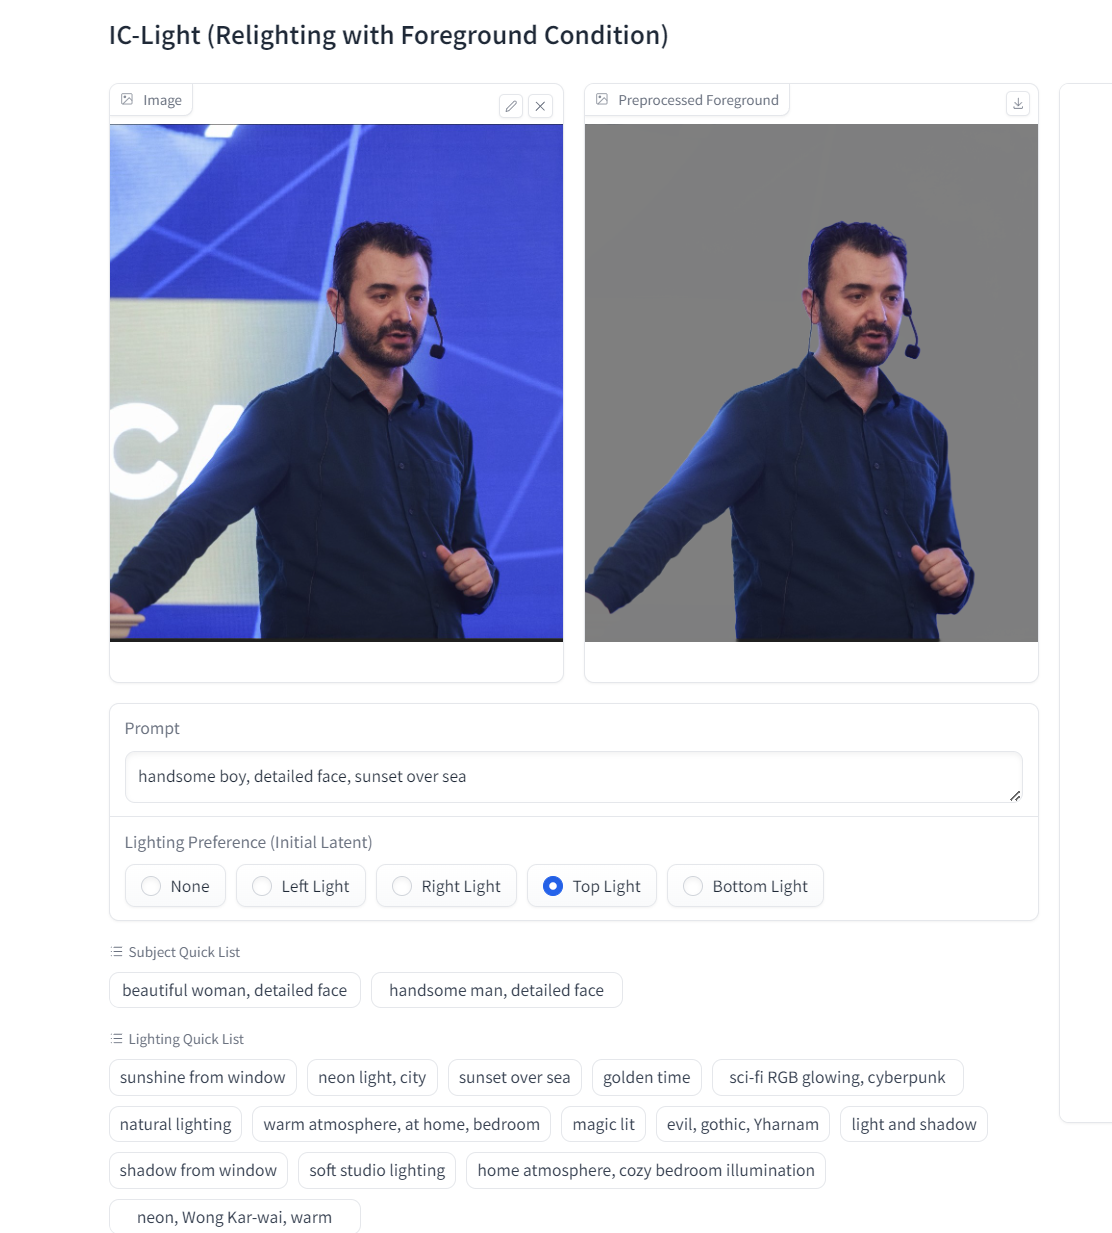 IC-Light (Relighting with Foreground Condition)
Image
Preprocessed Foreground
CA
Prompt
handsome boy, detailed face, sunset over sea
Lighting Preference (Initial Latent)
None Left Light Right Light Top Light Bottom Light
Subject Quick List
beautiful woman, detailed face handsome man, detailed face
Lighting Quick List
sunshine from window neon light, city sunset over sea golden time sci-fi RGB glowing, cyberpunk
natural lighting warm atmosphere, at home, bedroom magic lit evil, gothic, Yharnam light and shadow
shadow from window soft studio lighting home atmosphere, cozy bedroom illumination
neon, Wong Kar-wai, warm